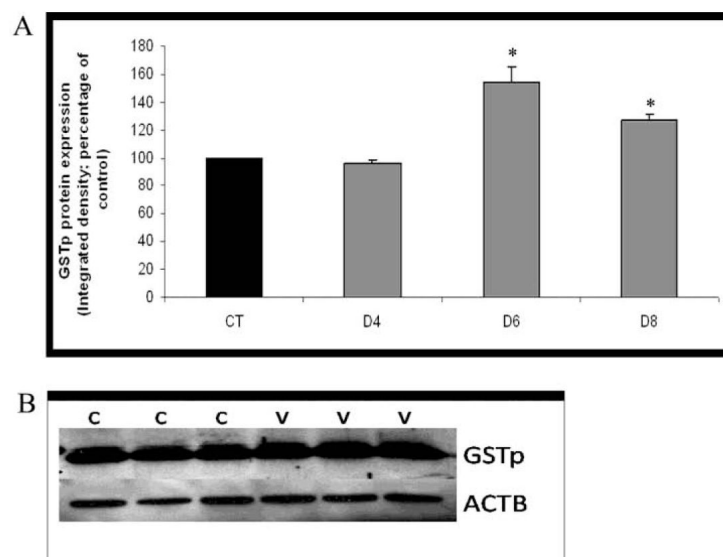 A
GSTp protein expression
(Integrated density; percentage of
control)
180
160
140
120
100
80
60
40
20
0
*
*
CT D4 D6 D8
B
C C C V V V
GSTp
ACTB